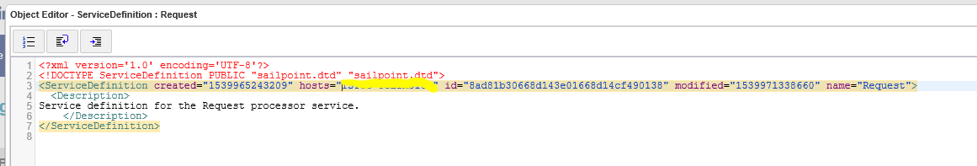 Object Editor - ServiceDefinition : Request
1 <?xml version='1.0' encoding='UTF-8'?>
2 <!DOCTYPE ServiceDefinition PUBLIC "sailpoint.dtd" "sailpoint.dtd">
3 <ServiceDefinition created="1539965243209" hosts=" " id="8ad81b30668d143e01668d14cf490138" modified="1539971338660" name="Request">
4 <Description>
5 Service definition for the Request processor service.
6 </Description>
7 </ServiceDefinition>
8